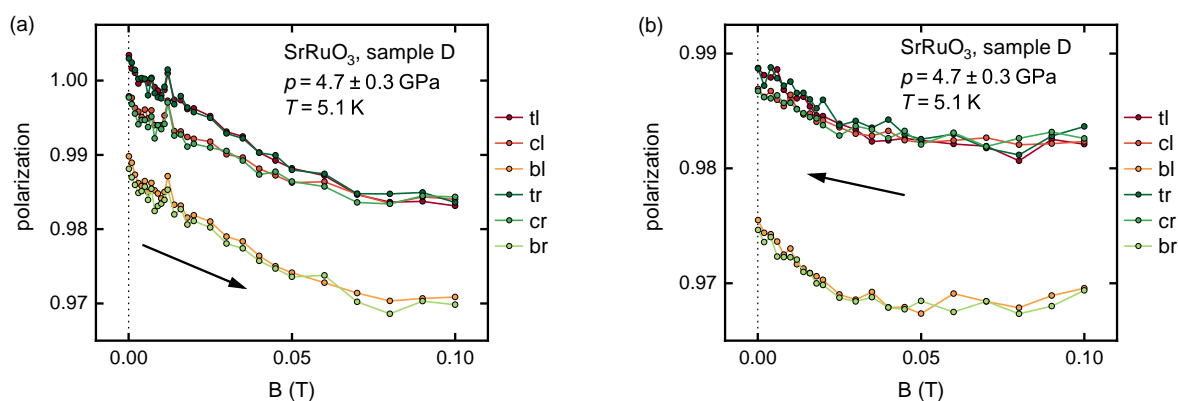 (a)
SrRuO₃, sample D
p = 4.7 ± 0.3 GPa
T = 5.1 K
1.00
0.99
0.98
0.97
polarization
0.00
0.05
0.10
B (T)
tl
cl
bl
tr
cr
br
(b)
SrRuO₃, sample D
p = 4.7 ± 0.3 GPa
T = 5.1 K
0.99
0.98
0.97
polarization
0.00
0.05
0.10
B (T)
tl
cl
bl
tr
cr
br